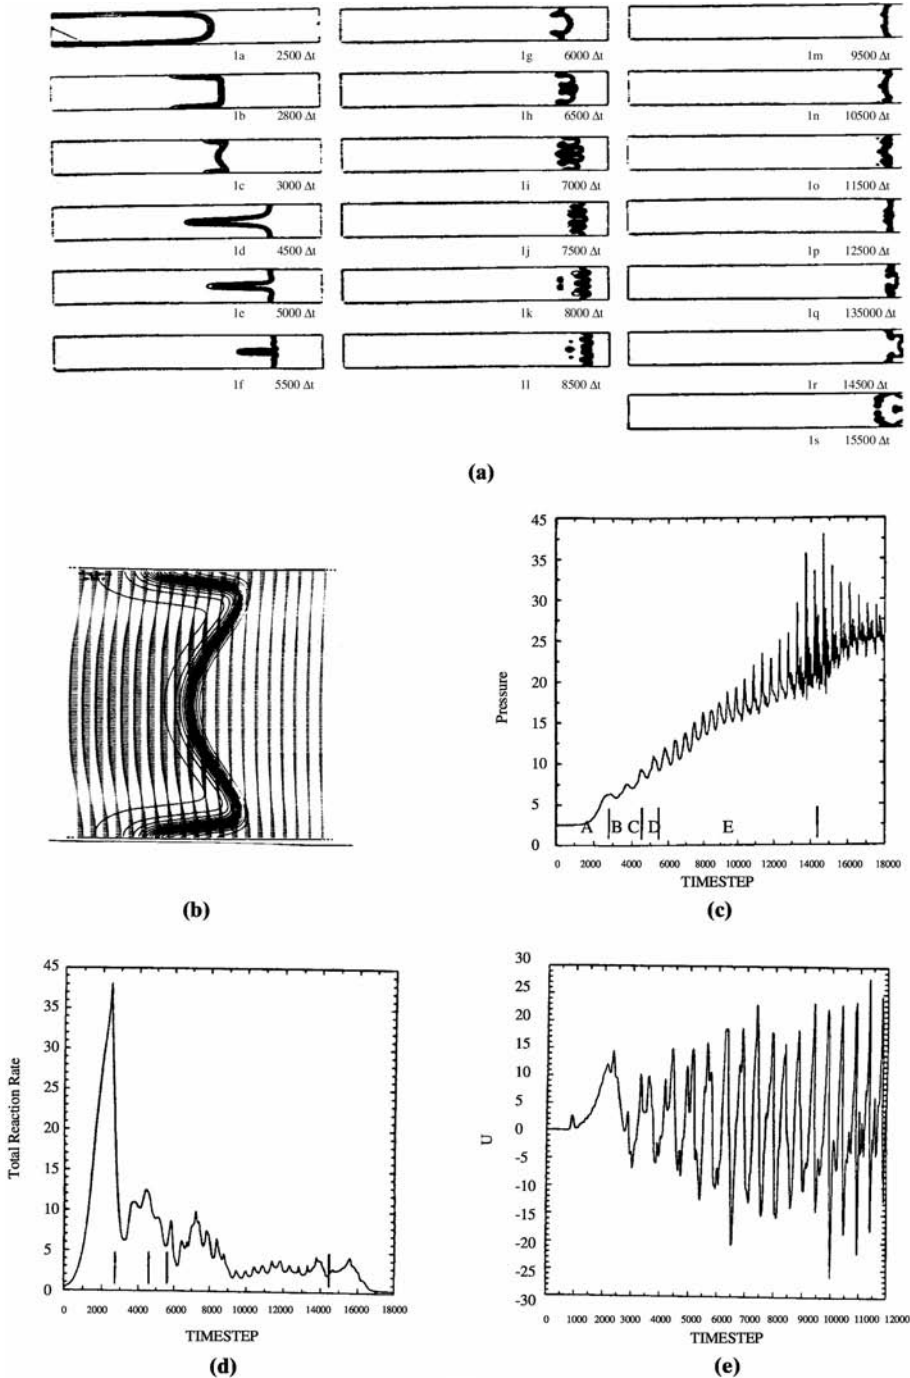 1a 2500 Δt
1g 6000 Δt
1m 9500 Δt
1b 2800 Δt
1h 6500 Δt
1n 10500 Δt
1c 3000 Δt
1i 7000 Δt
1o 11500 Δt
1d 4500 Δt
1j 7500 Δt
1p 12500 Δt
1e 5000 Δt
1k 8000 Δt
1q 135000 Δt
1f 5500 Δt
1l 8500 Δt
1r 14500 Δt
1s 15500 Δt
(a)
(b)
45
35
30
25
20
15
10
5
0
Pressure
A B C D E
0 2000 4000 6000 8000 10000 12000 14000 16000 18000
TIMESTEP
(c)
45
35
30
25
20
10
5
0
Total Reaction Rate
0 2000 4000 6000 8000 10000 12000 14000 18000
TIMESTEP
(d)
30
25
20
15
10
5
0
-5
-10
-15
-20
-25
-30
U
0 1000 2000 3000 4000 5000 6000 7000 8000 9000 10000 11000 12000
TIMESTEP
(e)